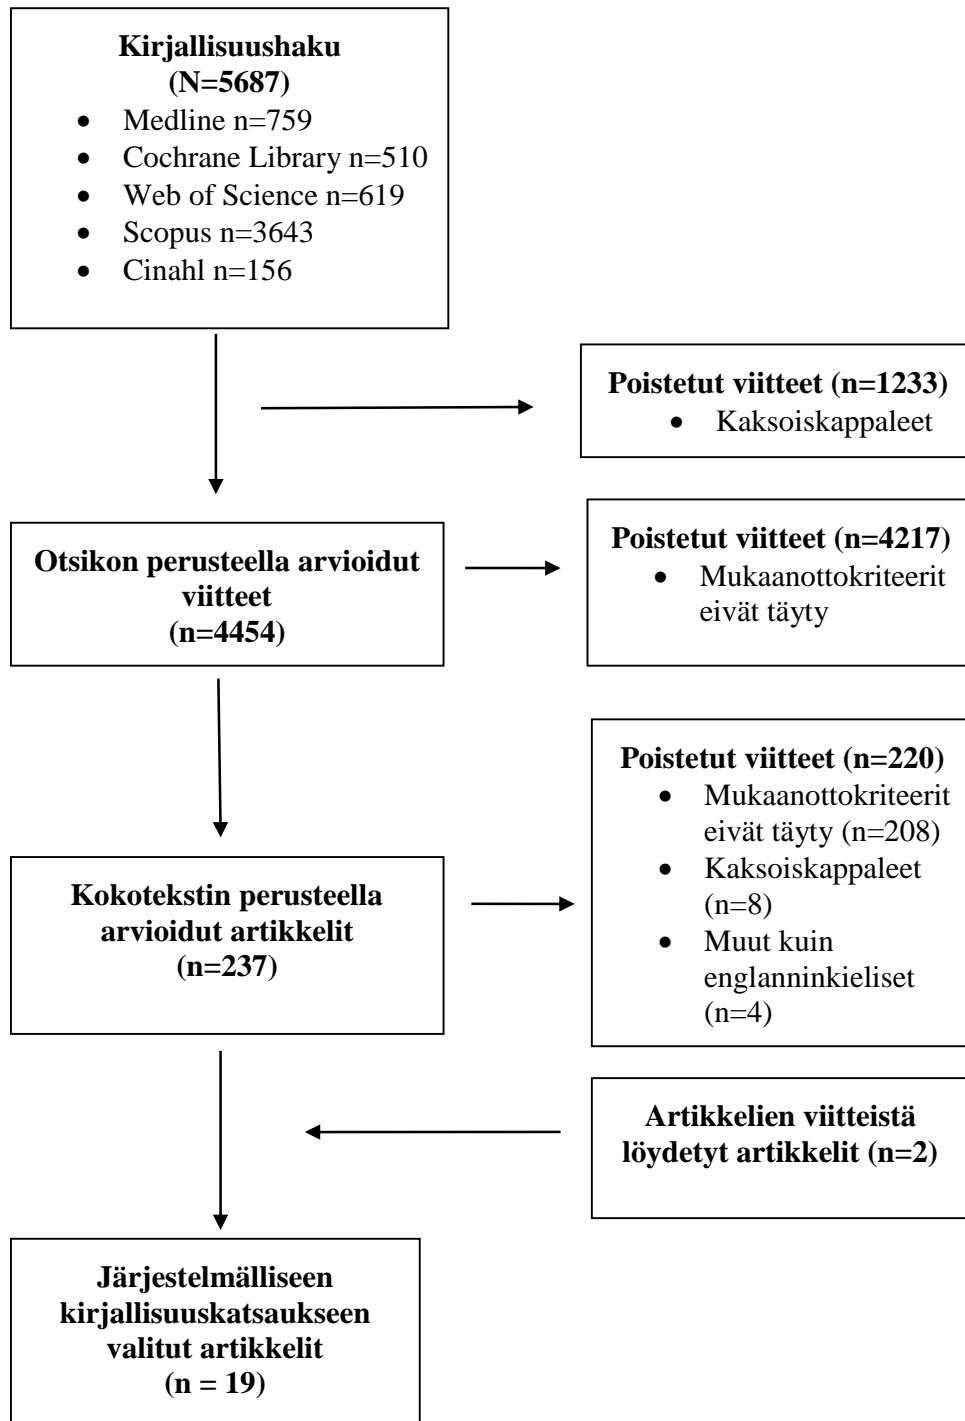 Kirjallisuushaku
(N=5687)
• Medline n=759
• Cochrane Library n=510
• Web of Science n=619
• Scopus n=3643
• Cinahl n=156
Poistetut viitteet (n=1233)
• Kaksoiskappaleet
Otsikon perusteella arvioidut
viitteet
(n=4454)
Poistetut viitteet (n=4217)
• Mukaanottokriteerit
eivät täyty
Poistetut viitteet (n=220)
• Mukaanottokriteerit
eivät täyty (n=208)
• Kaksoiskappaleet
(n=8)
• Muut kuin
englanninkieliset
(n=4)
Kokotekstin perusteella
arvioidut artikkelit
(n=237)
Artikkelien viitteistä
löydetyt artikkelit (n=2)
Järjestelmälliseen
kirjallisuuskatsaukseen
valitut artikkelit
(n = 19)